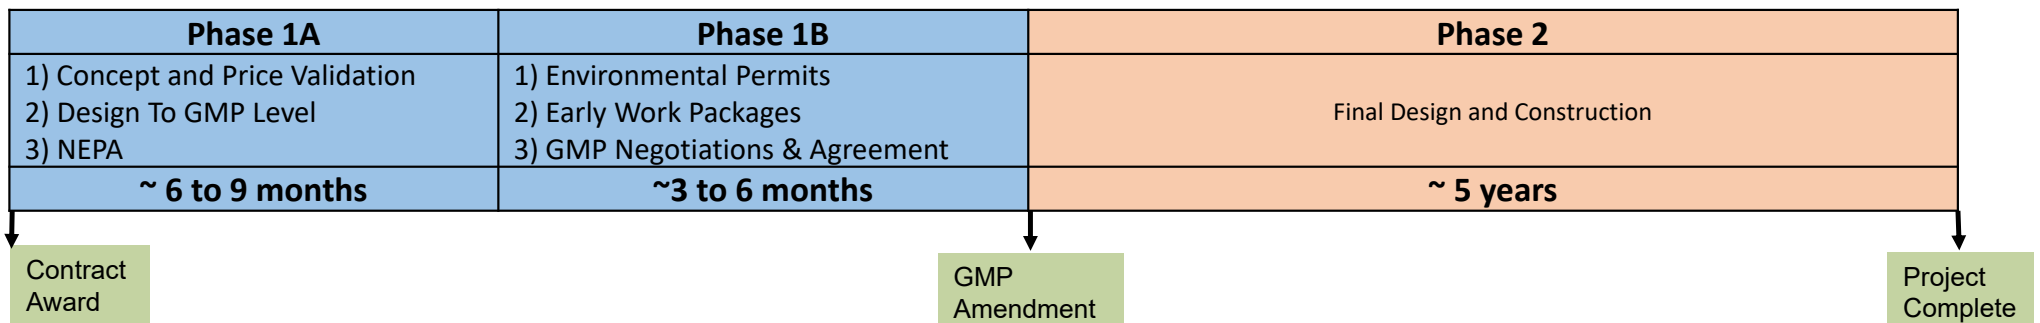 Phase 1A
Phase 1B
Phase 2
1) Concept and Price Validation
2) Design To GMP Level
3) NEPA
1) Environmental Permits
2) Early Work Packages
3) GMP Negotiations & Agreement
Final Design and Construction
~ 6 to 9 months
~3 to 6 months
~ 5 years
Contract
Award
GMP
Amendment
Project
Complete